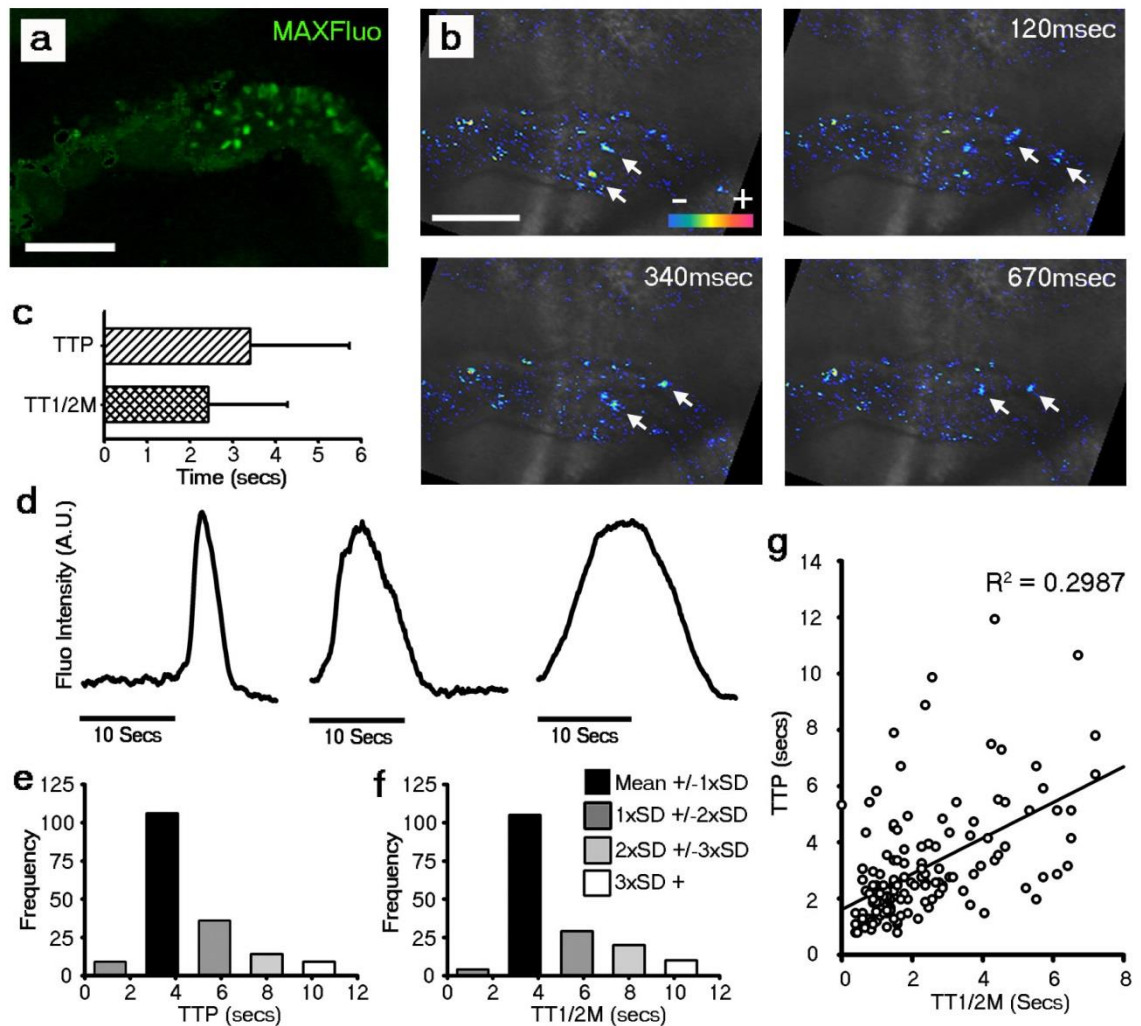 a
MAXFluo
b
- +
120msec
340msec
670msec
c
TTP
TT1/2M
0 1 2 3 4 5 6
Time (secs)
d
Fluo Intensity (A.U.)
10 Secs
10 Secs
10 Secs
e
Frequency
125
100
75
50
25
0
0 2 4 6 8 10 12
TTP (secs)
f
Frequency
125
100
75
50
25
0
0 2 4 6 8 10 12
TT1/2M (secs)
Mean +/-1xSD
1xSD +/-2xSD
2xSD +/-3xSD
3xSD +
g
R² = 0.2987
TTP (secs)
14
12
10
8
6
4
2
0
0 2 4 6 8
TT1/2M (Secs)